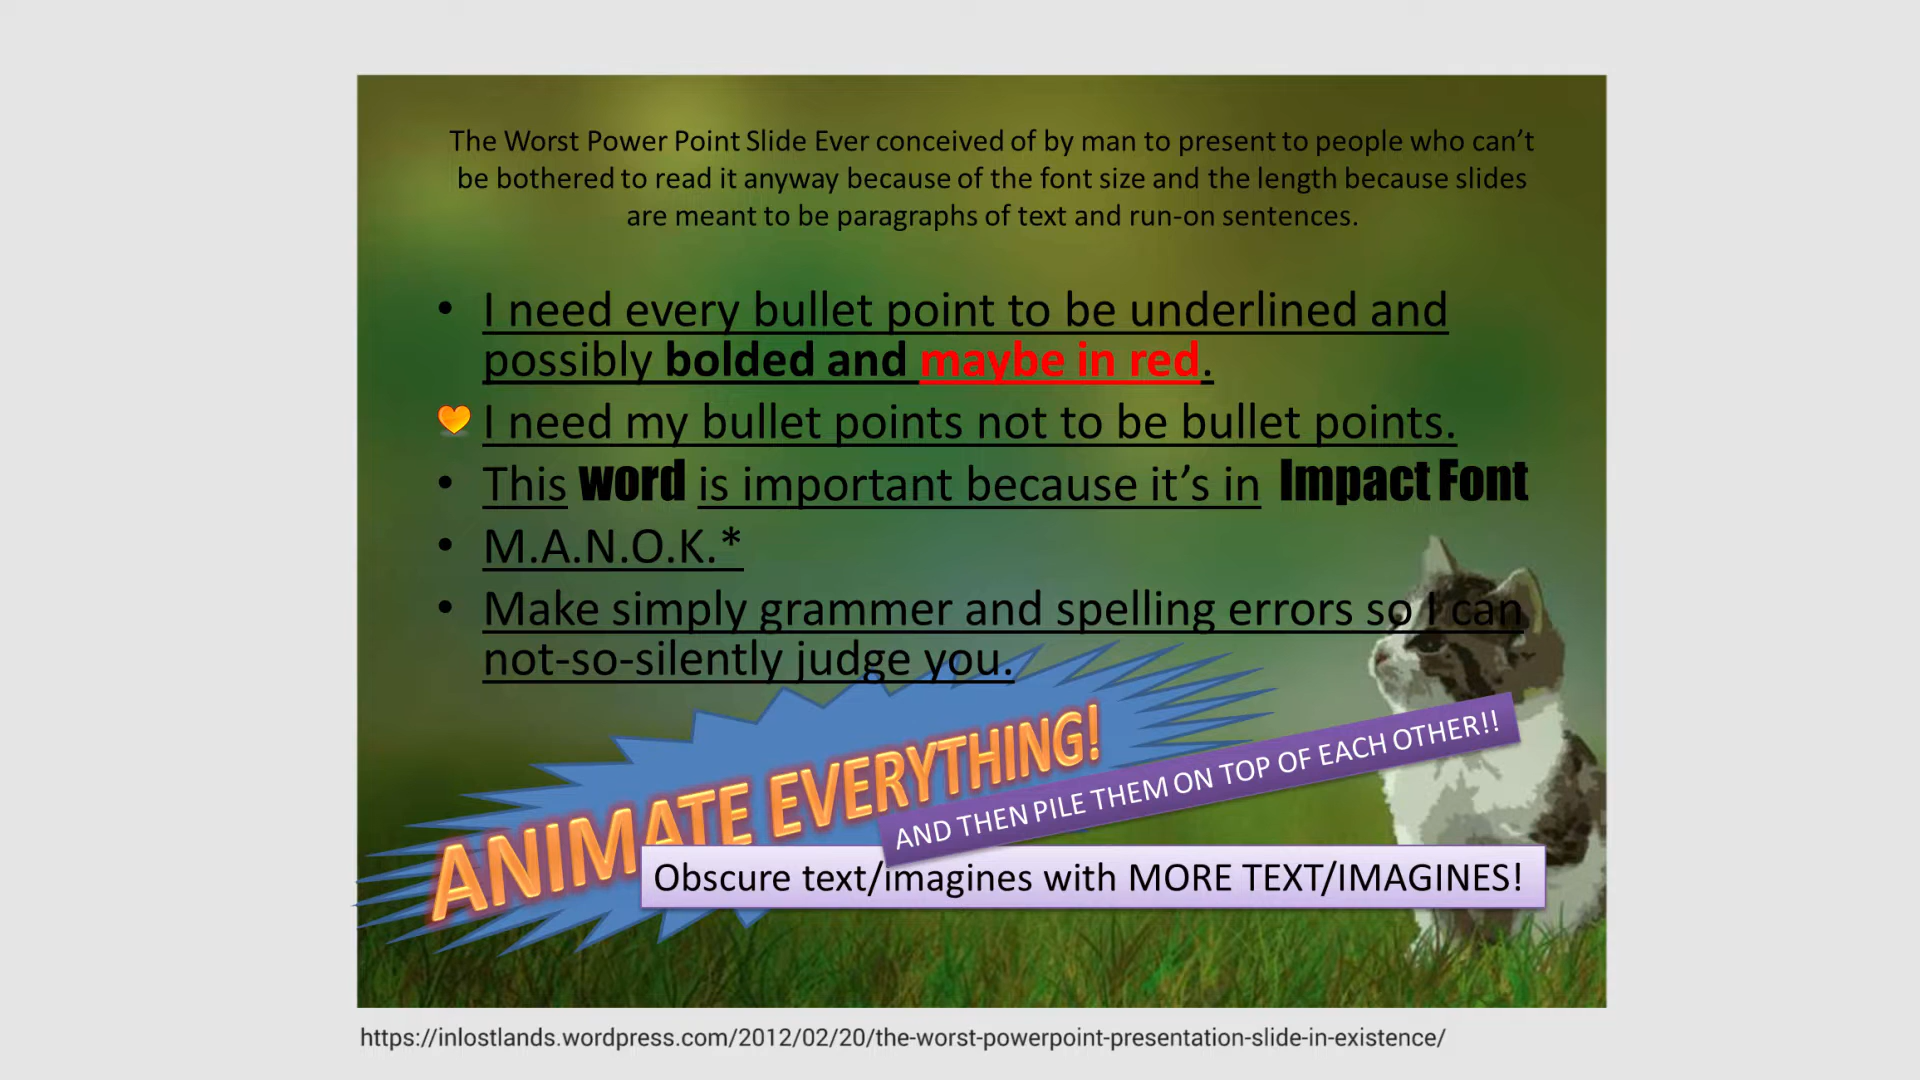 The Worst Power Point Slide Ever conceived of by man to present to people who can’t
be bothered to read it anyway because of the font size and the length because slides
are meant to be paragraphs of text and run-on sentences.
• I need every bullet point to be underlined and
possibly bolded and maybe in red.
I need my bullet points not to be bullet points.
• This word is important because it’s in Impact Font
• M.A.N.O.K.*
• Make simply grammer and spelling errors so I can
not-so-silently judge you.
ANIMATE EVERYTHING!
AND THEN PILE THEM ON TOP OF EACH OTHER!!
Obscure text/imagines with MORE TEXT/IMAGINES!
https://inlostlands.wordpress.com/2012/02/20/the-worst-powerpoint-presentation-slide-in-existence/